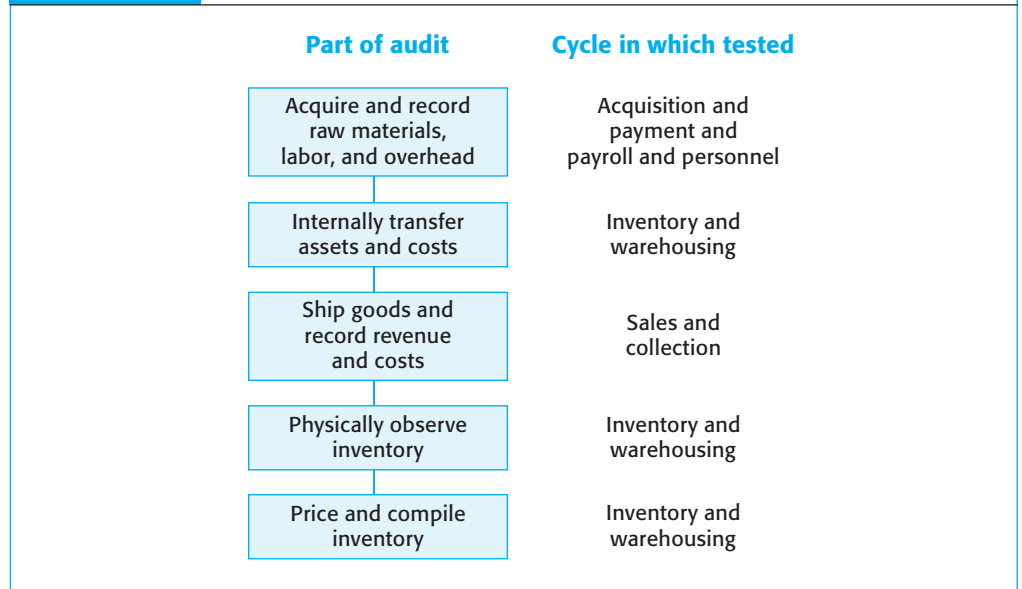 Part of audit
Cycle in which tested
Acquire and record
raw materials,
labor, and overhead
Acquisition and
payment and
payroll and personnel
Internally transfer
assets and costs
Inventory and
warehousing
Ship goods and
record revenue
and costs
Sales and
collection
Physically observe
inventory
Inventory and
warehousing
Price and compile
inventory
Inventory and
warehousing